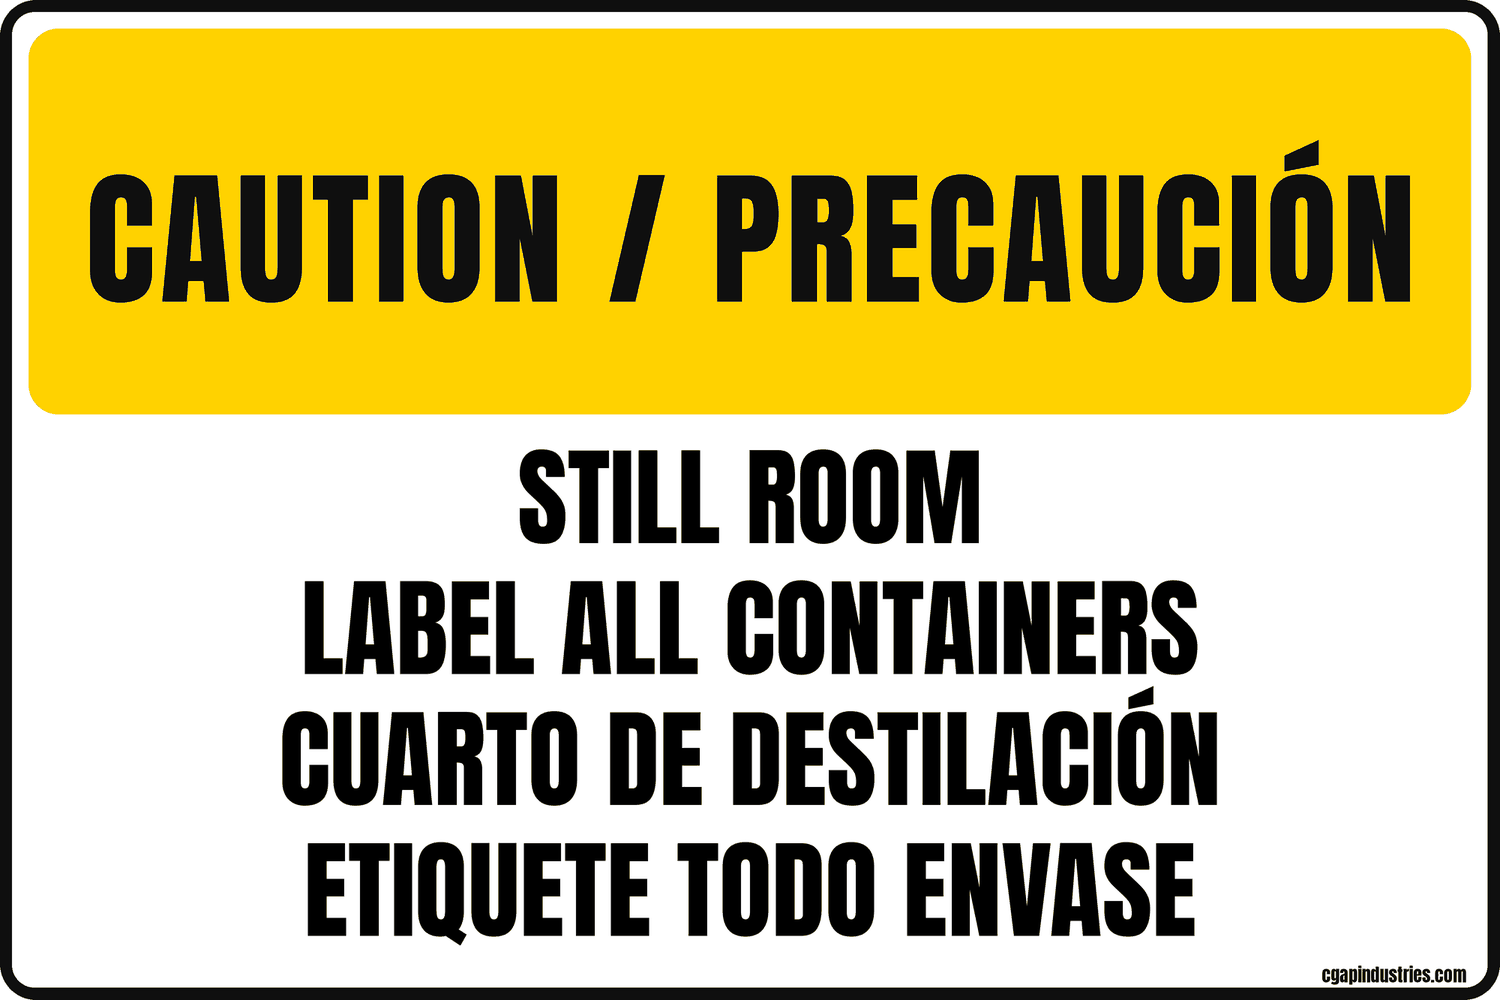 CAUTION / PRECAUCIÓN
STILL ROOM
LABEL ALL CONTAINERS
CUARTO DE DESTILACIÓN
ETIQUETE TODO ENVASE
cgapindustries.com